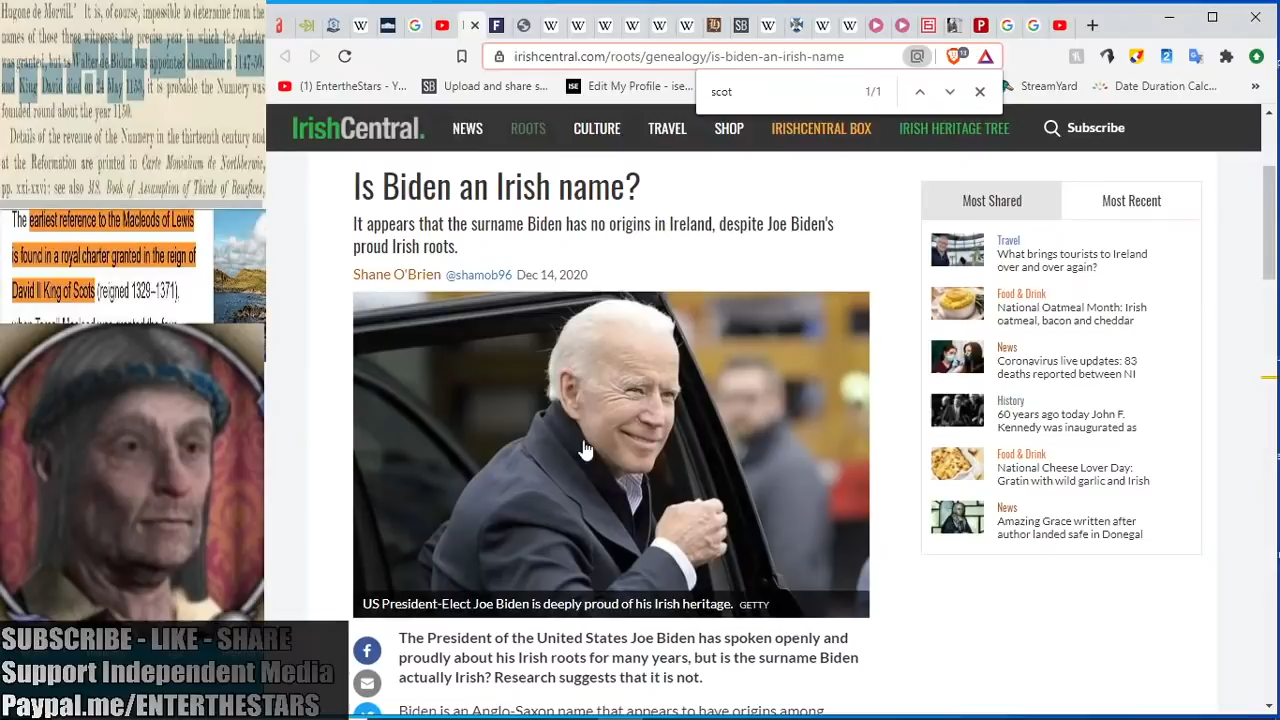 Hugone de Morvill.' It is, of course, impossible to determine from the
names of those three witnesses the precise year in which the charter
was granted, but as Walter de Bidun was appointed chancellor c 1147-50,
and King David died on 24 May 1153, it is probable the Nunnery was
founded round about the year 1150.
Details of the revenue of the Nunnery in the thirteenth century and
at the Reformation are printed in Carte Monialium de Northberwic,
pp. xxi-xxvi: see also MS. Book of Assumption of Thirds of Benefices,
The earliest reference to the Macleods of Lewis
is found in a royal charter granted in the reign of
David II King of Scots (reigned 1329–1371),
SUBSCRIBE - LIKE - SHARE
Support Independent Media
Paypal.me/ENTERTHESTARS
irishcentral.com/roots/genealogy/is-biden-an-irish-name
EntertheStars - Y...
Upload and share s...
Edit My Profile - ise...
StreamYard
Date Duration Calc...
scot
1/1
IrishCentral.
NEWS
ROOTS
CULTURE
TRAVEL
SHOP
IRISHCENTRAL BOX
IRISH HERITAGE TREE
Subscribe
Is Biden an Irish name?
It appears that the surname Biden has no origins in Ireland, despite Joe Biden's
proud Irish roots.
Shane O'Brien @shamob96 Dec 14, 2020
US President-Elect Joe Biden is deeply proud of his Irish heritage. GETTY
The President of the United States Joe Biden has spoken openly and
proudly about his Irish roots for many years, but is the surname Biden
actually Irish? Research suggests that it is not.
Biden is an Anglo-Saxon name that appears to have origins among
Most Shared
Most Recent
Travel
What brings tourists to Ireland
over and over again?
Food & Drink
National Oatmeal Month: Irish
oatmeal, bacon and cheddar
News
Coronavirus live updates: 83
deaths reported between NI
History
60 years ago today John F.
Kennedy was inaugurated as
Food & Drink
National Cheese Lover Day:
Gratin with wild garlic and Irish
News
Amazing Grace written after
author landed safe in Donegal